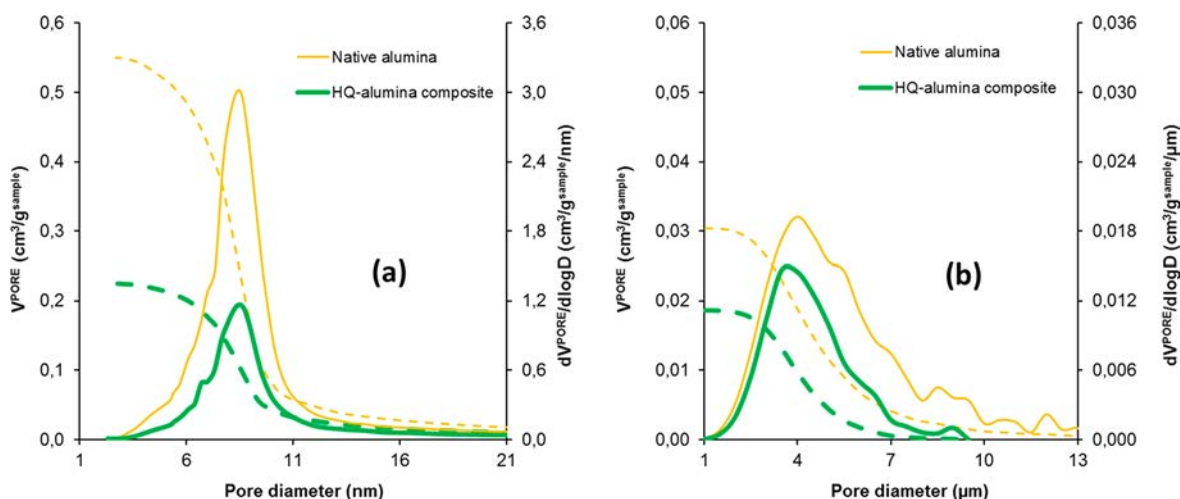 0,6
0,5
0,4
0,3
0,2
0,1
0,0
V^PORE (cm³/g^sample)
3,6
3,0
2,4
1,8
1,2
0,6
0,0
dV^PORE/dlogD (cm³/g^sample/nm)
Native alumina
HQ-alumina composite
(a)
1 6 11 16 21
Pore diameter (nm)
0,06
0,05
0,04
0,03
0,02
0,01
0,00
V^PORE (cm³/g^sample)
0,036
0,030
0,024
0,018
0,012
0,006
0,000
dV^PORE/dlogD (cm³/g^sample/µm)
Native alumina
HQ-alumina composite
(b)
1 4 7 10 13
Pore diameter (µm)